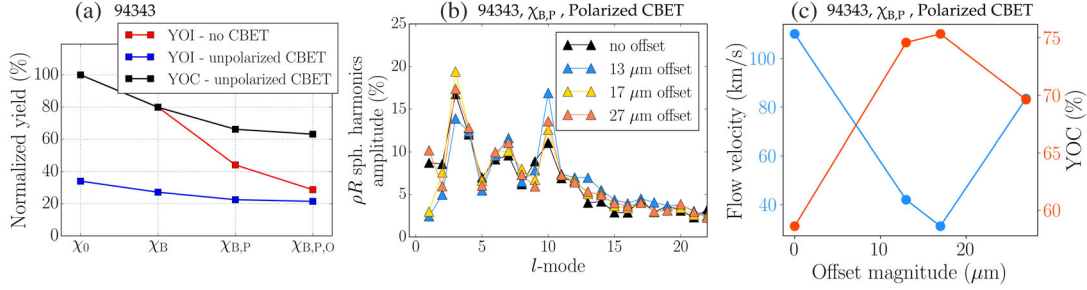 (a)
94343
YOI - no CBET
YOI - unpolarized CBET
YOC - unpolarized CBET
Normalized yield (%)
100
80
60
40
20
0
χ0 χB χB,P χB,P,O
(b)
94343, χB,P , Polarized CBET
no offset
13 μm offset
17 μm offset
27 μm offset
ρR sph. harmonics
amplitude (%)
25
20
15
10
5
0
0 5 10 15 20
l-mode
(c)
94343, χB,P Polarized CBET
Flow velocity (km/s)
100
80
60
40
75
70
65
60
YOC (%)
0 10 20
Offset magnitude (μm)